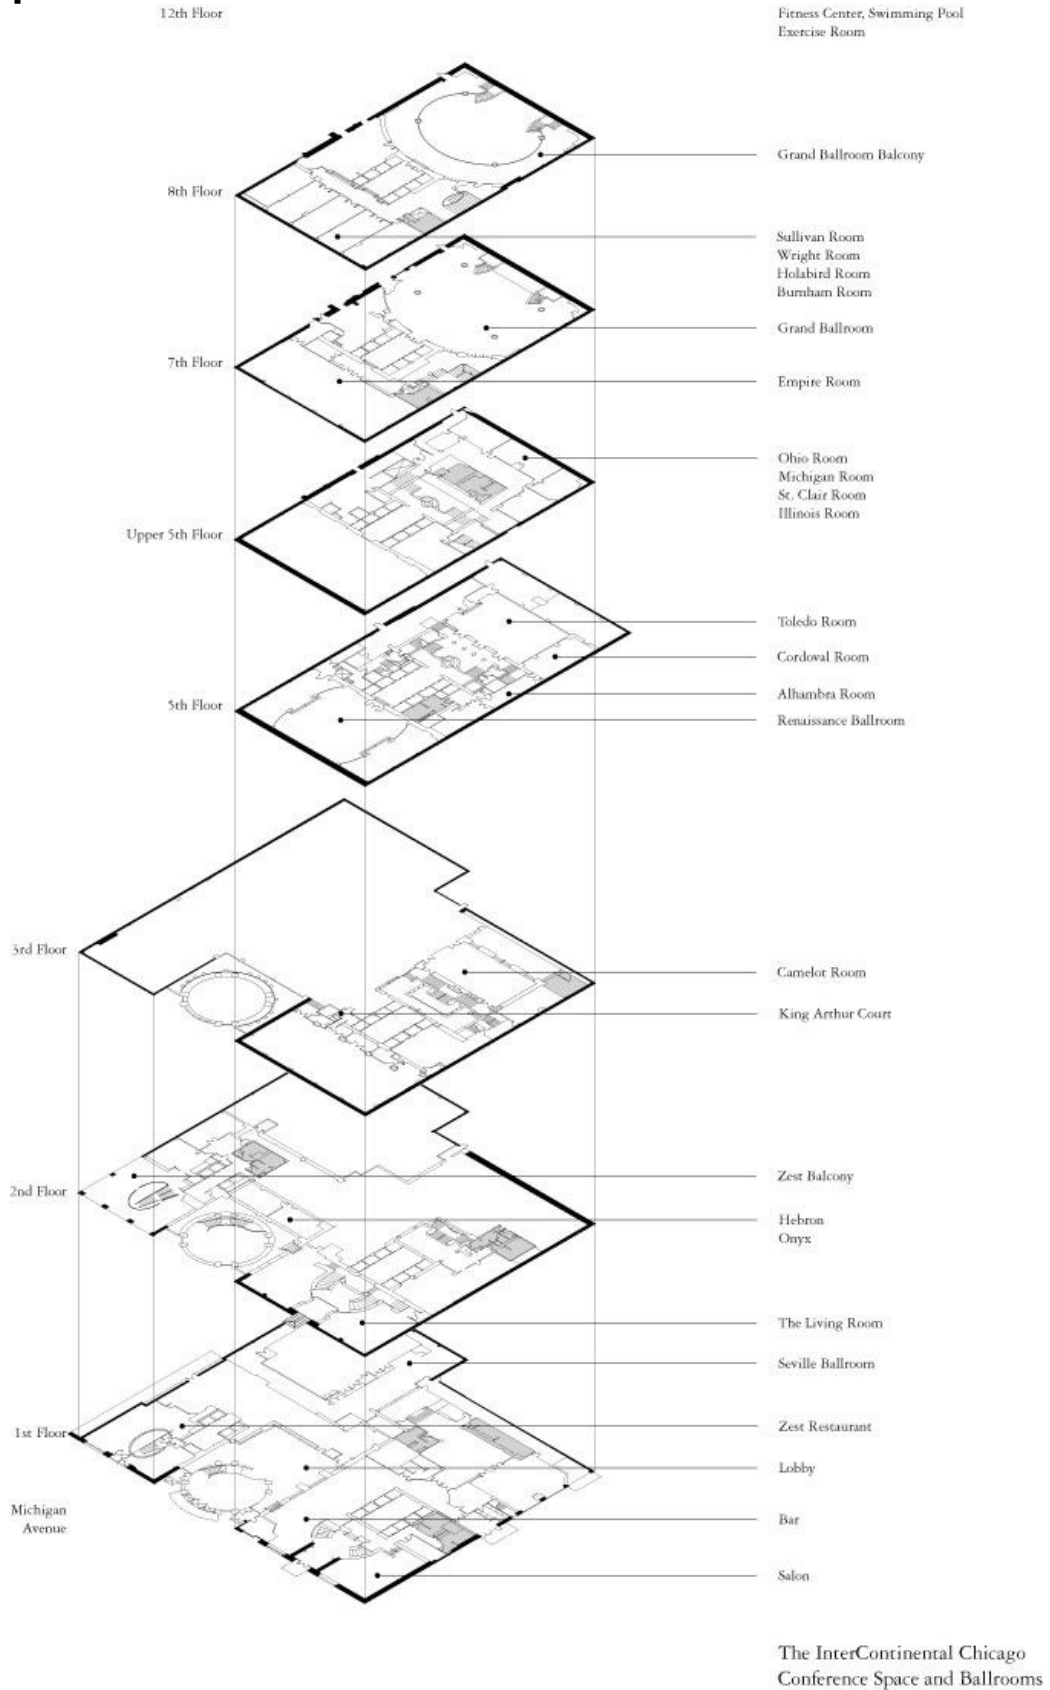 12th Floor
Fitness Center, Swimming Pool
Exercise Room
Grand Ballroom Balcony
8th Floor
Sullivan Room
Wright Room
Holabird Room
Burnham Room
Grand Ballroom
7th Floor
Empire Room
Ohio Room
Michigan Room
St. Clair Room
Illinois Room
Upper 5th Floor
Toledo Room
Cordoval Room
Alhambra Room
5th Floor
Renaissance Ballroom
3rd Floor
Camelot Room
King Arthur Court
Zest Balcony
2nd Floor
Hebron
Onyx
The Living Room
Seville Ballroom
Zest Restaurant
1st Floor
Lobby
Michigan
Avenue
Bar
Salon
The InterContinental Chicago
Conference Space and Ballrooms